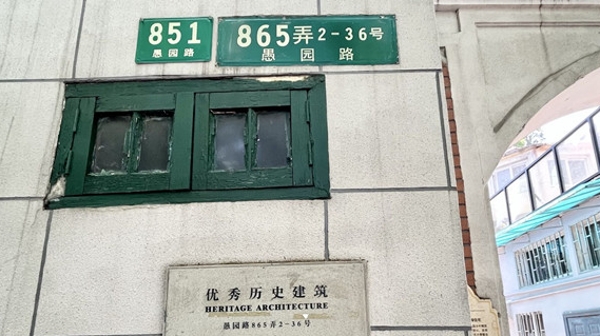 851
愚园路
865弄2-36号
愚园路
优秀历史建筑
HERITAGE ARCHITECTURE
愚园路865弄2-36号